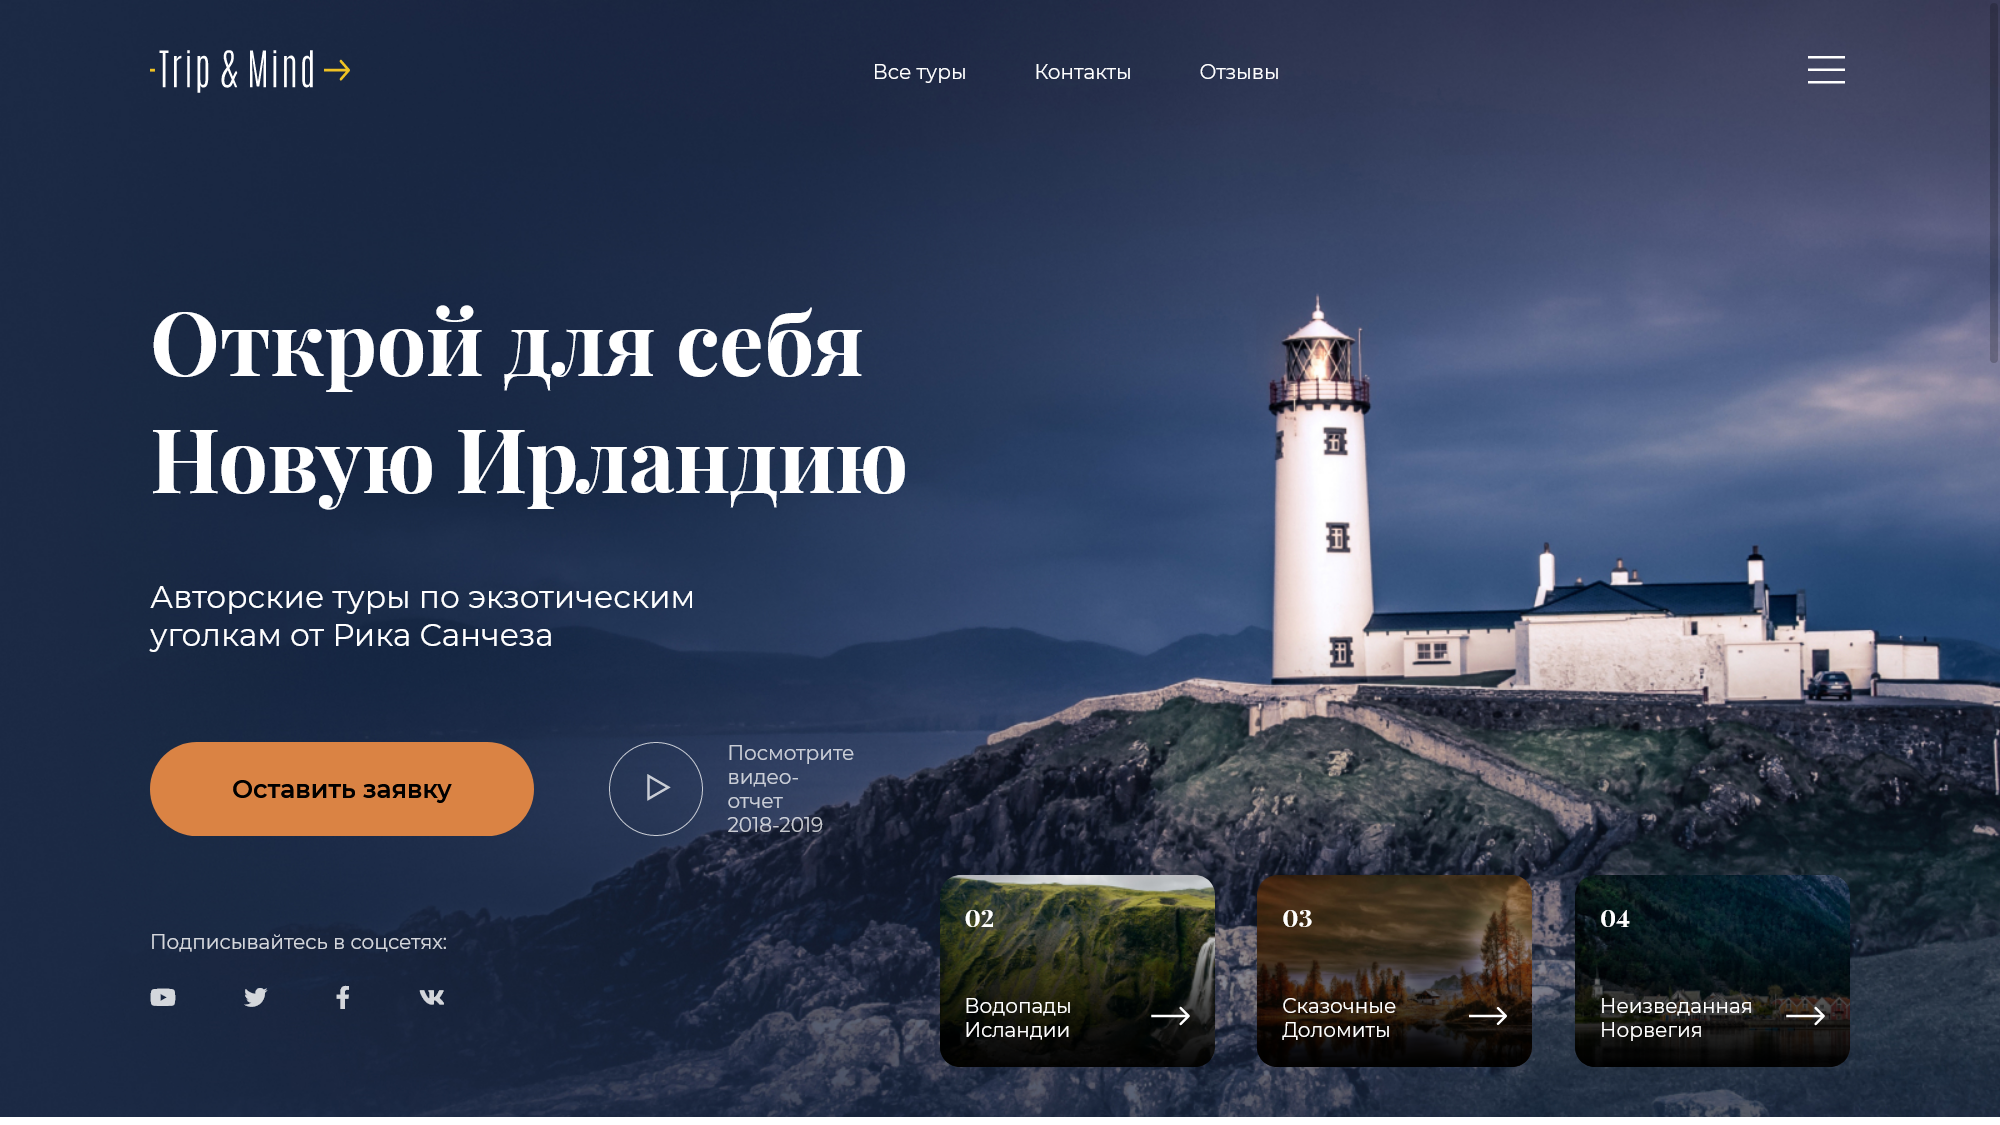 Trip & Mind
Все туры
Контакты
Отзывы
Открой для себя
Новую Ирландию
Авторские туры по экзотическим
уголкам от Рика Санчеза
Оставить заявку
Посмотрите
видео-
отчет
2018-2019
Подписывайтесь в соцсетях:
02
Водопады
Исландии
03
Сказочные
Доломиты
04
Неизведанная
Норвегия